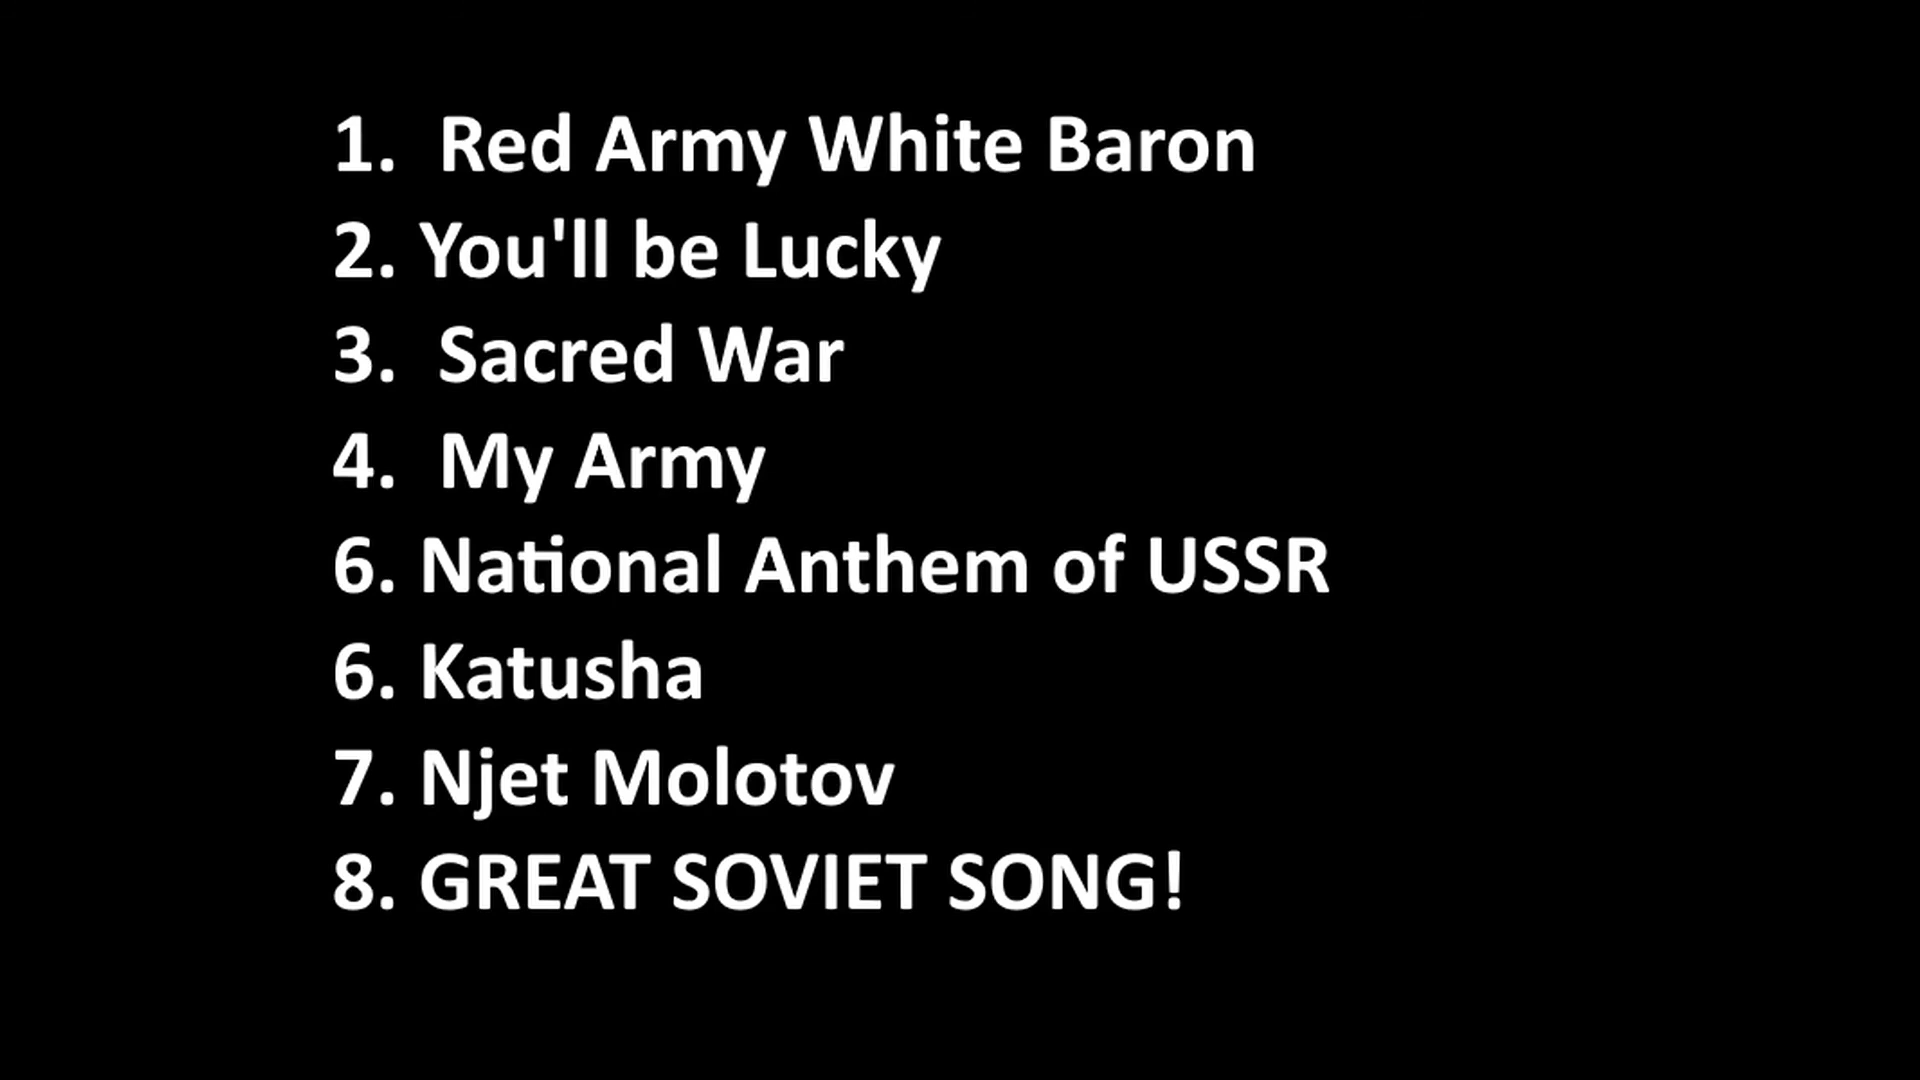 1. Red Army White Baron
2. You'll be Lucky
3. Sacred War
4. My Army
6. National Anthem of USSR
6. Katusha
7. Njet Molotov
8. GREAT SOVIET SONG!